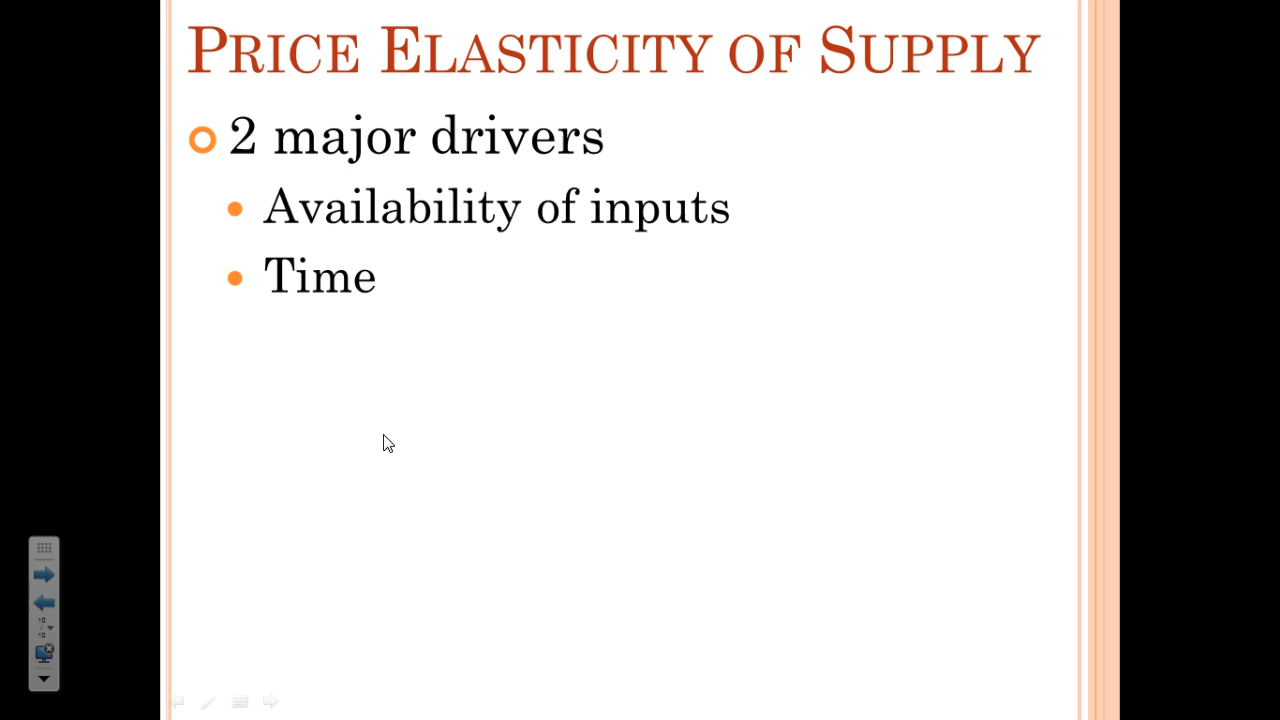 PRICE ELASTICITY OF SUPPLY
2 major drivers
Availability of inputs
Time